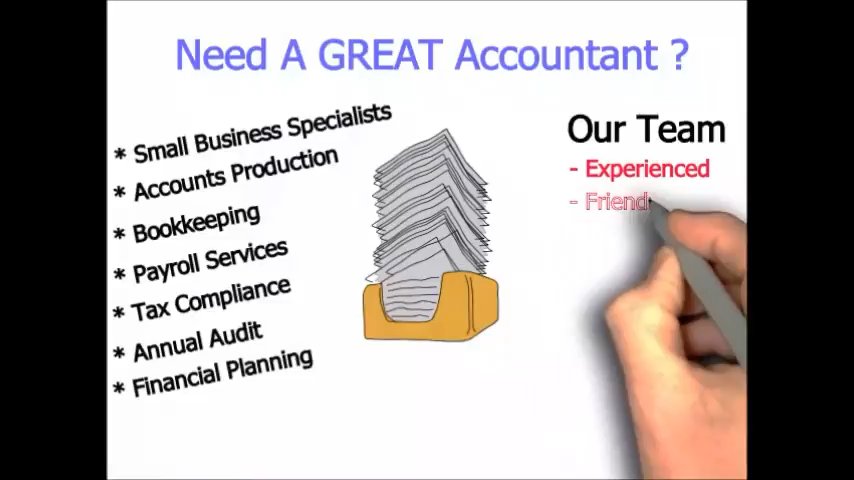 Need A GREAT Accountant ?
* Small Business Specialists
* Accounts Production
* Bookkeeping
* Payroll Services
* Tax Compliance
* Annual Audit
* Financial Planning
Our Team
- Experienced
- Friend